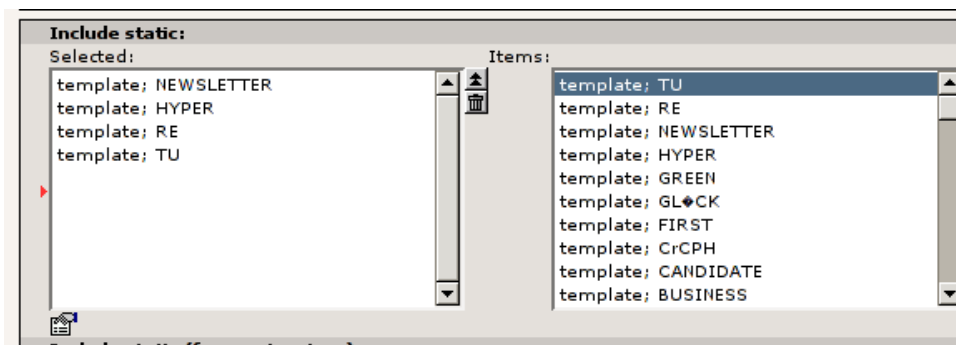 Include static:
Selected:
template; NEWSLETTER
template; HYPER
template; RE
template; TU
Items:
template; TU
template; RE
template; NEWSLETTER
template; HYPER
template; GREEN
template; GL�CK
template; FIRST
template; CrCPH
template; CANDIDATE
template; BUSINESS